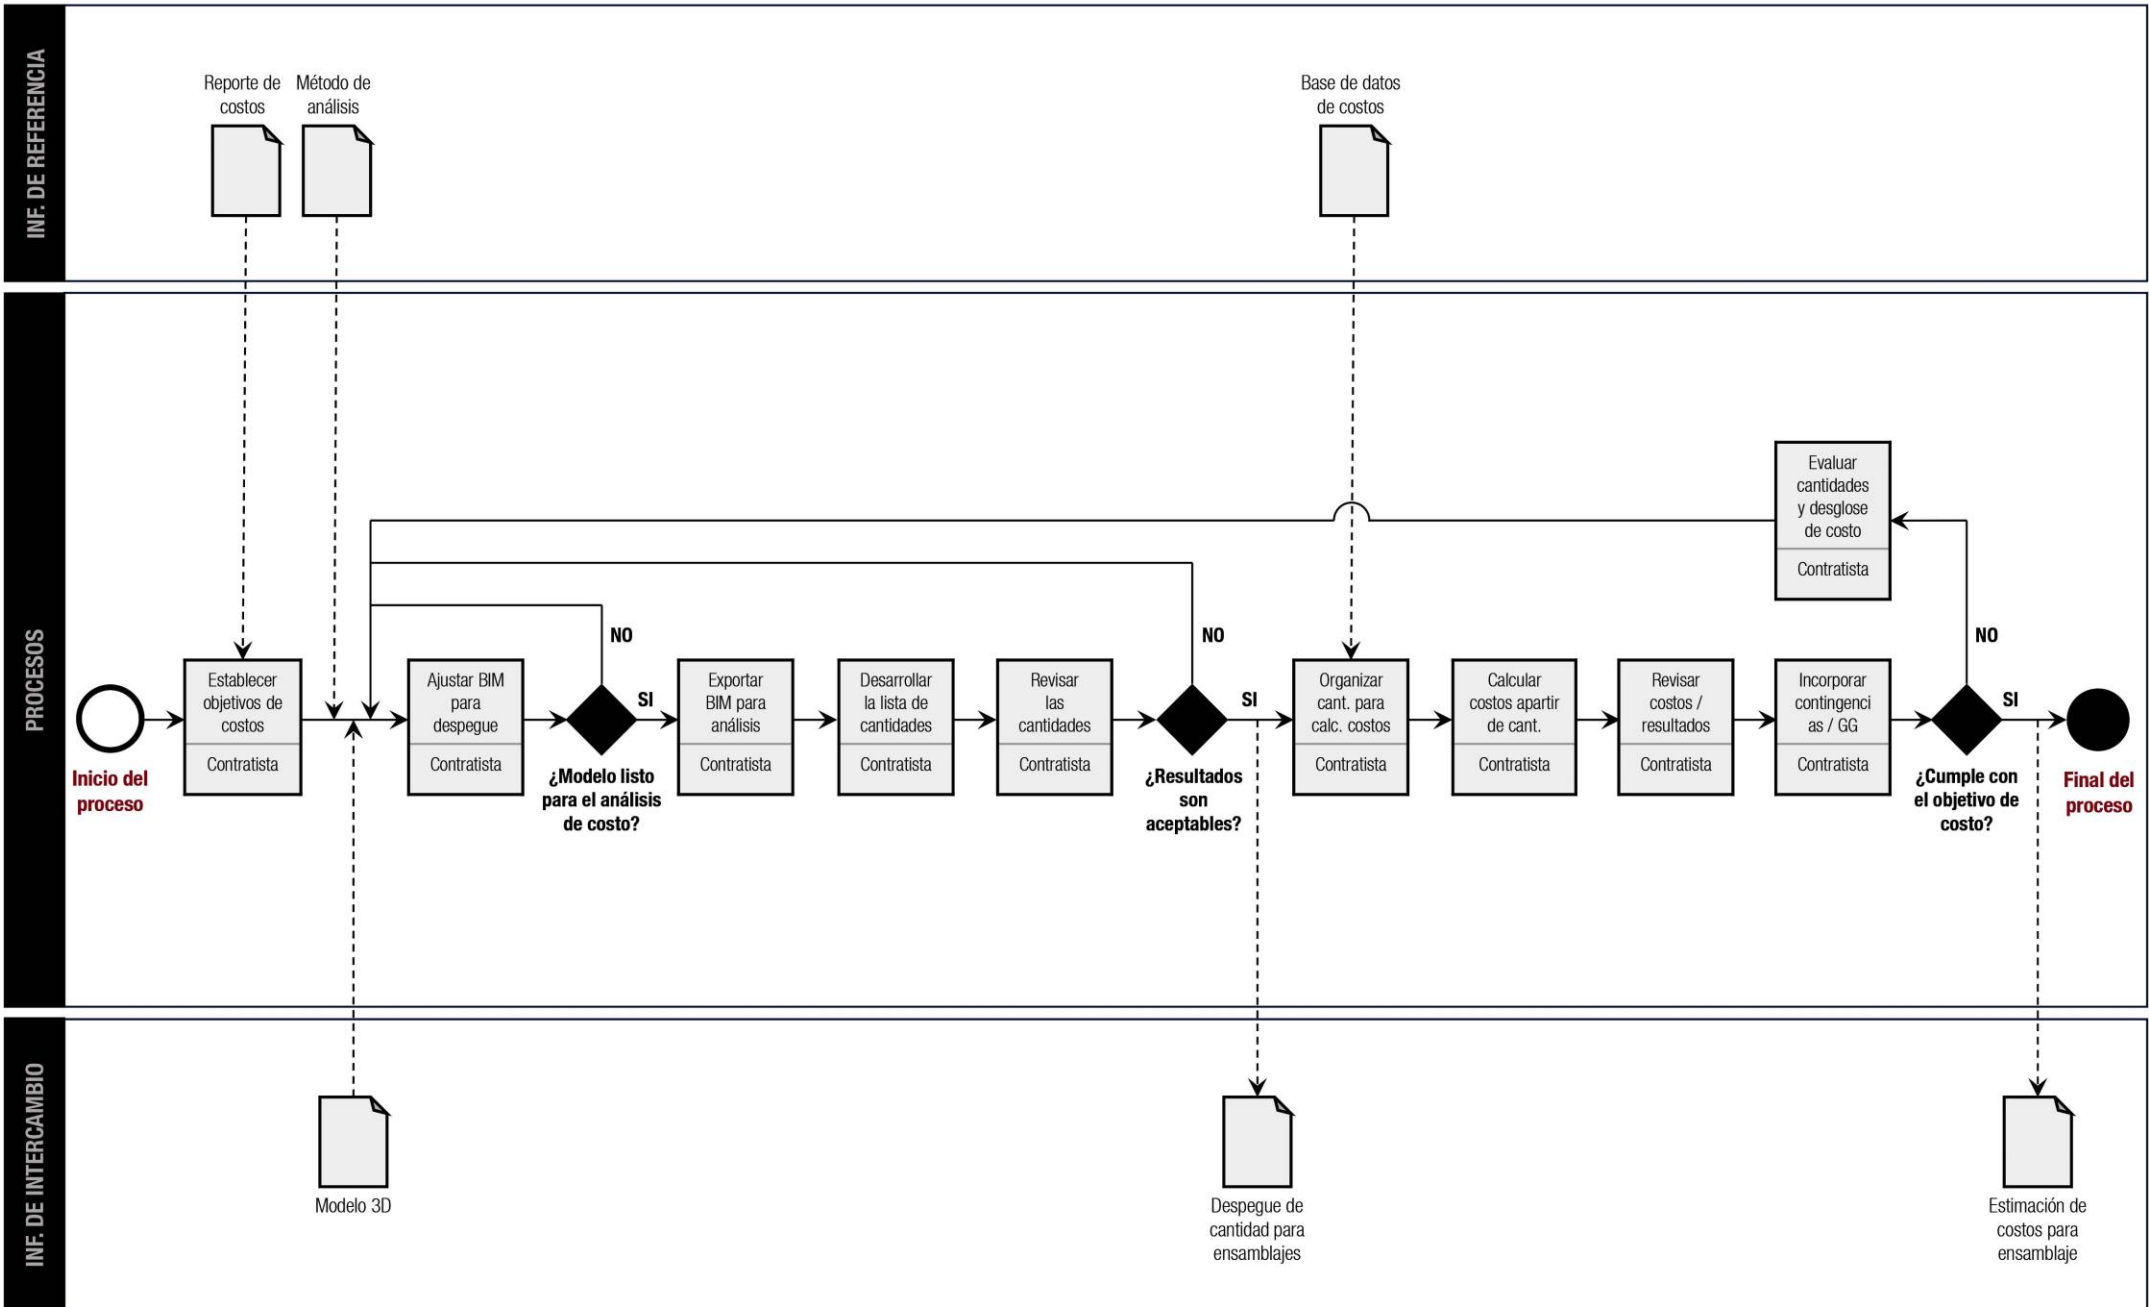 INF. DE REFERENCIA
Reporte de
costos
Método de
análisis
Base de datos
de costos
PROCESOS
Inicio del
proceso
Establecer
objetivos de
costos
Contratista
Ajustar BIM
para
despegue
Contratista
NO
SI
¿Modelo listo
para el análisis
de costo?
Exportar
BIM para
análisis
Contratista
Desarrollar
la lista de
cantidades
Contratista
Revisar
las
cantidades
Contratista
NO
SI
¿Resultados
son
aceptables?
Organizar
cant. para
calc. costos
Contratista
Calcular
costos apartir
de cant.
Contratista
Revisar
costos /
resultados
Contratista
Incorporar
contingenci
as / GG
Contratista
Evaluar
cantidades
y desglose
de costo
Contratista
NO
SI
¿Cumple con
el objetivo de
costo?
Final del
proceso
INF. DE INTERCAMBIO
Modelo 3D
Despegue de
cantidad para
ensamblajes
Estimación de
costos para
ensamblaje